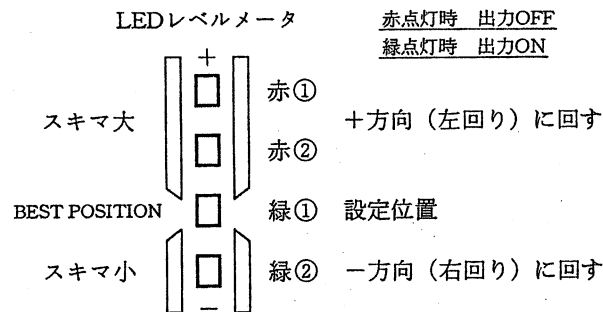 LEDレベルメータ
赤点灯時 出力OFF
緑点灯時 出力ON
+
赤①
スキマ大
+方向（左回り）に回す
赤②
BEST POSITION
緑① 設定位置
スキマ小
緑② −方向（右回り）に回す
−